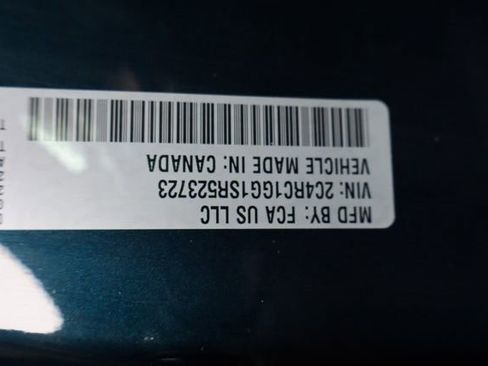 MFD BY: FCA US LLC
VIN: 2C4RC1GG1SR523723
VEHICLE MADE IN: CANADA